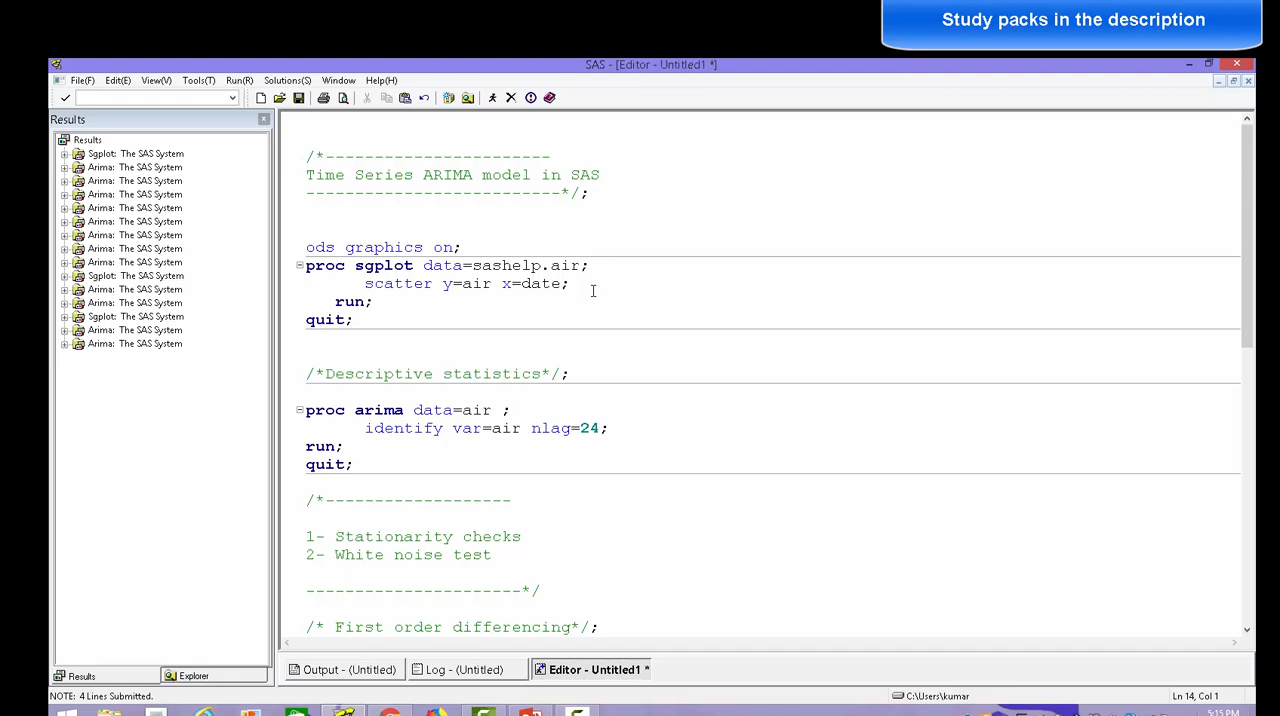 Study packs in the description
SAS - [Editor - Untitled1 *]
File(F) Edit(E) View(V) Tools(T) Run(R) Solutions(S) Window Help(H)
Results
Results
Sgplot: The SAS System
Arima: The SAS System
Arima: The SAS System
Arima: The SAS System
Arima: The SAS System
Arima: The SAS System
Arima: The SAS System
Arima: The SAS System
Arima: The SAS System
Sgplot: The SAS System
Arima: The SAS System
Arima: The SAS System
Sgplot: The SAS System
Arima: The SAS System
Arima: The SAS System
/*-----------------------
Time Series ARIMA model in SAS
--------------------------*/;
ods graphics on;
proc sgplot data=sashelp.air;
scatter y=air x=date;
run;
quit;
/*Descriptive statistics*/;
proc arima data=air ;
identify var=air nlag=24;
run;
quit;
/*-------------------
1- Stationarity checks
2- White noise test
----------------------*/
/* First order differencing*/;
Results Explorer
Output - (Untitled) Log - (Untitled) Editor - Untitled1 *
NOTE: 4 Lines Submitted. C:\Users\kumar Ln 14, Col 1
5:15 PM